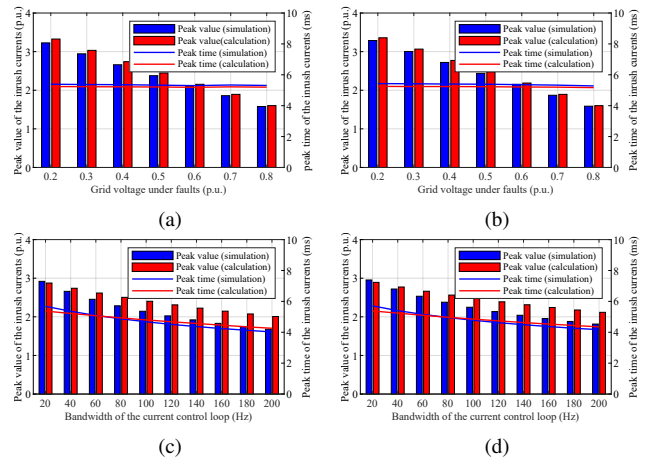 Peak value of the inrush currents (p.u.)
4
3
2
1
0
Peak value (simulation)
Peak value(calculation)
Peak time (simulation)
Peak time (calculation)
10
8
6
4
2
0
peak time of the inrush currents (ms)
0.2 0.3 0.4 0.5 0.6 0.7 0.8
Grid voltage under faults (p.u.)
(a)
Peak value of the inrush currents (p.u.)
4
3
2
1
0
Peak value (simulation)
Peak value (calculation)
Peak time (simulation)
Peak time (calculation)
10
8
6
4
2
0
Peak time of the inrush currents (ms)
0.2 0.3 0.4 0.5 0.6 0.7 0.8
Grid voltage under faults (p.u.)
(b)
Peak value of the inrush currents (p.u.)
4
3
2
1
0
Peak value (simulation)
Peak value (calculation)
Peak time (simulation)
Peak time (calculation)
10
8
6
4
2
0
Peak time of the inrush currents (ms)
20 40 60 80 100 120 140 160 180 200
Bandwidth of the current control loop (Hz)
(c)
Peak value of the inrush currents (p.u.)
4
3
2
1
0
Peak value (simulation)
Peak value (calculation)
Peak time (simulation)
Peak time (calculation)
10
8
6
4
2
0
Peak time of the inrush currents (ms)
20 40 60 80 100 120 140 160 180 200
Bandwidth of the current control loop (Hz)
(d)